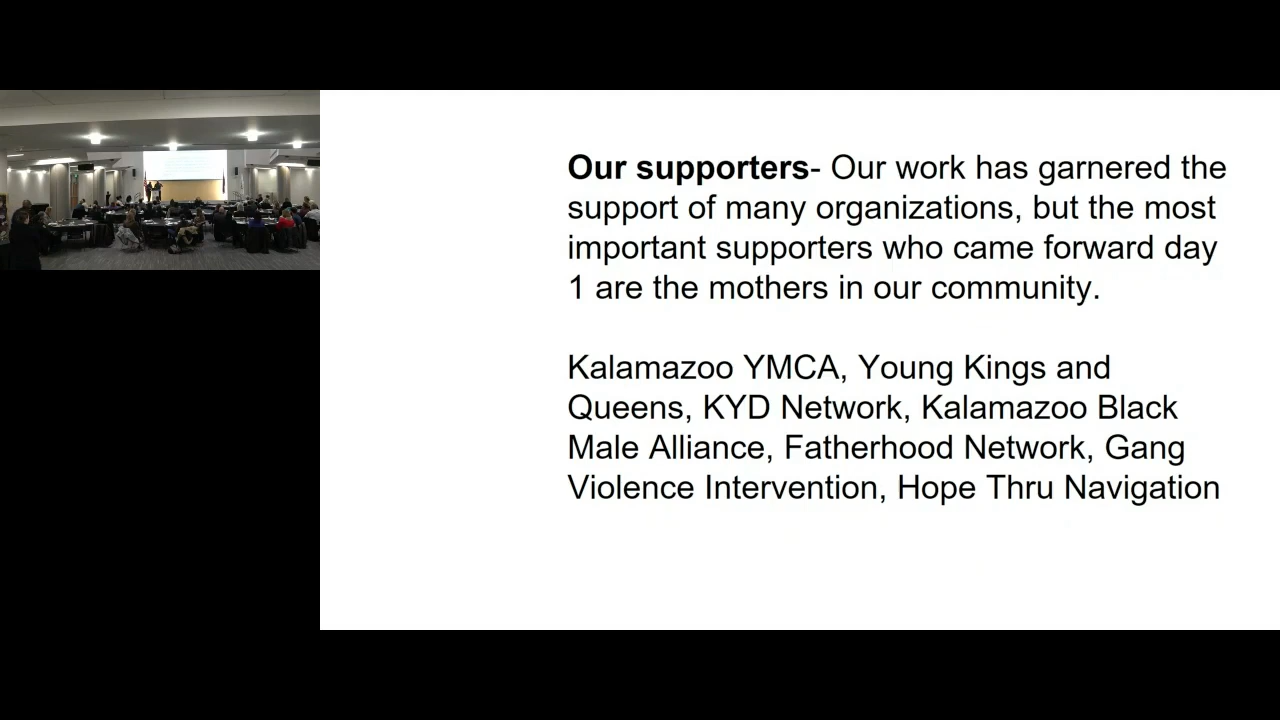 Our supporters- Our work has garnered the
support of many organizations, but the most
important supporters who came forward day
1 are the mothers in our community.
Kalamazoo YMCA, Young Kings and
Queens, KYD Network, Kalamazoo Black
Male Alliance, Fatherhood Network, Gang
Violence Intervention, Hope Thru Navigation